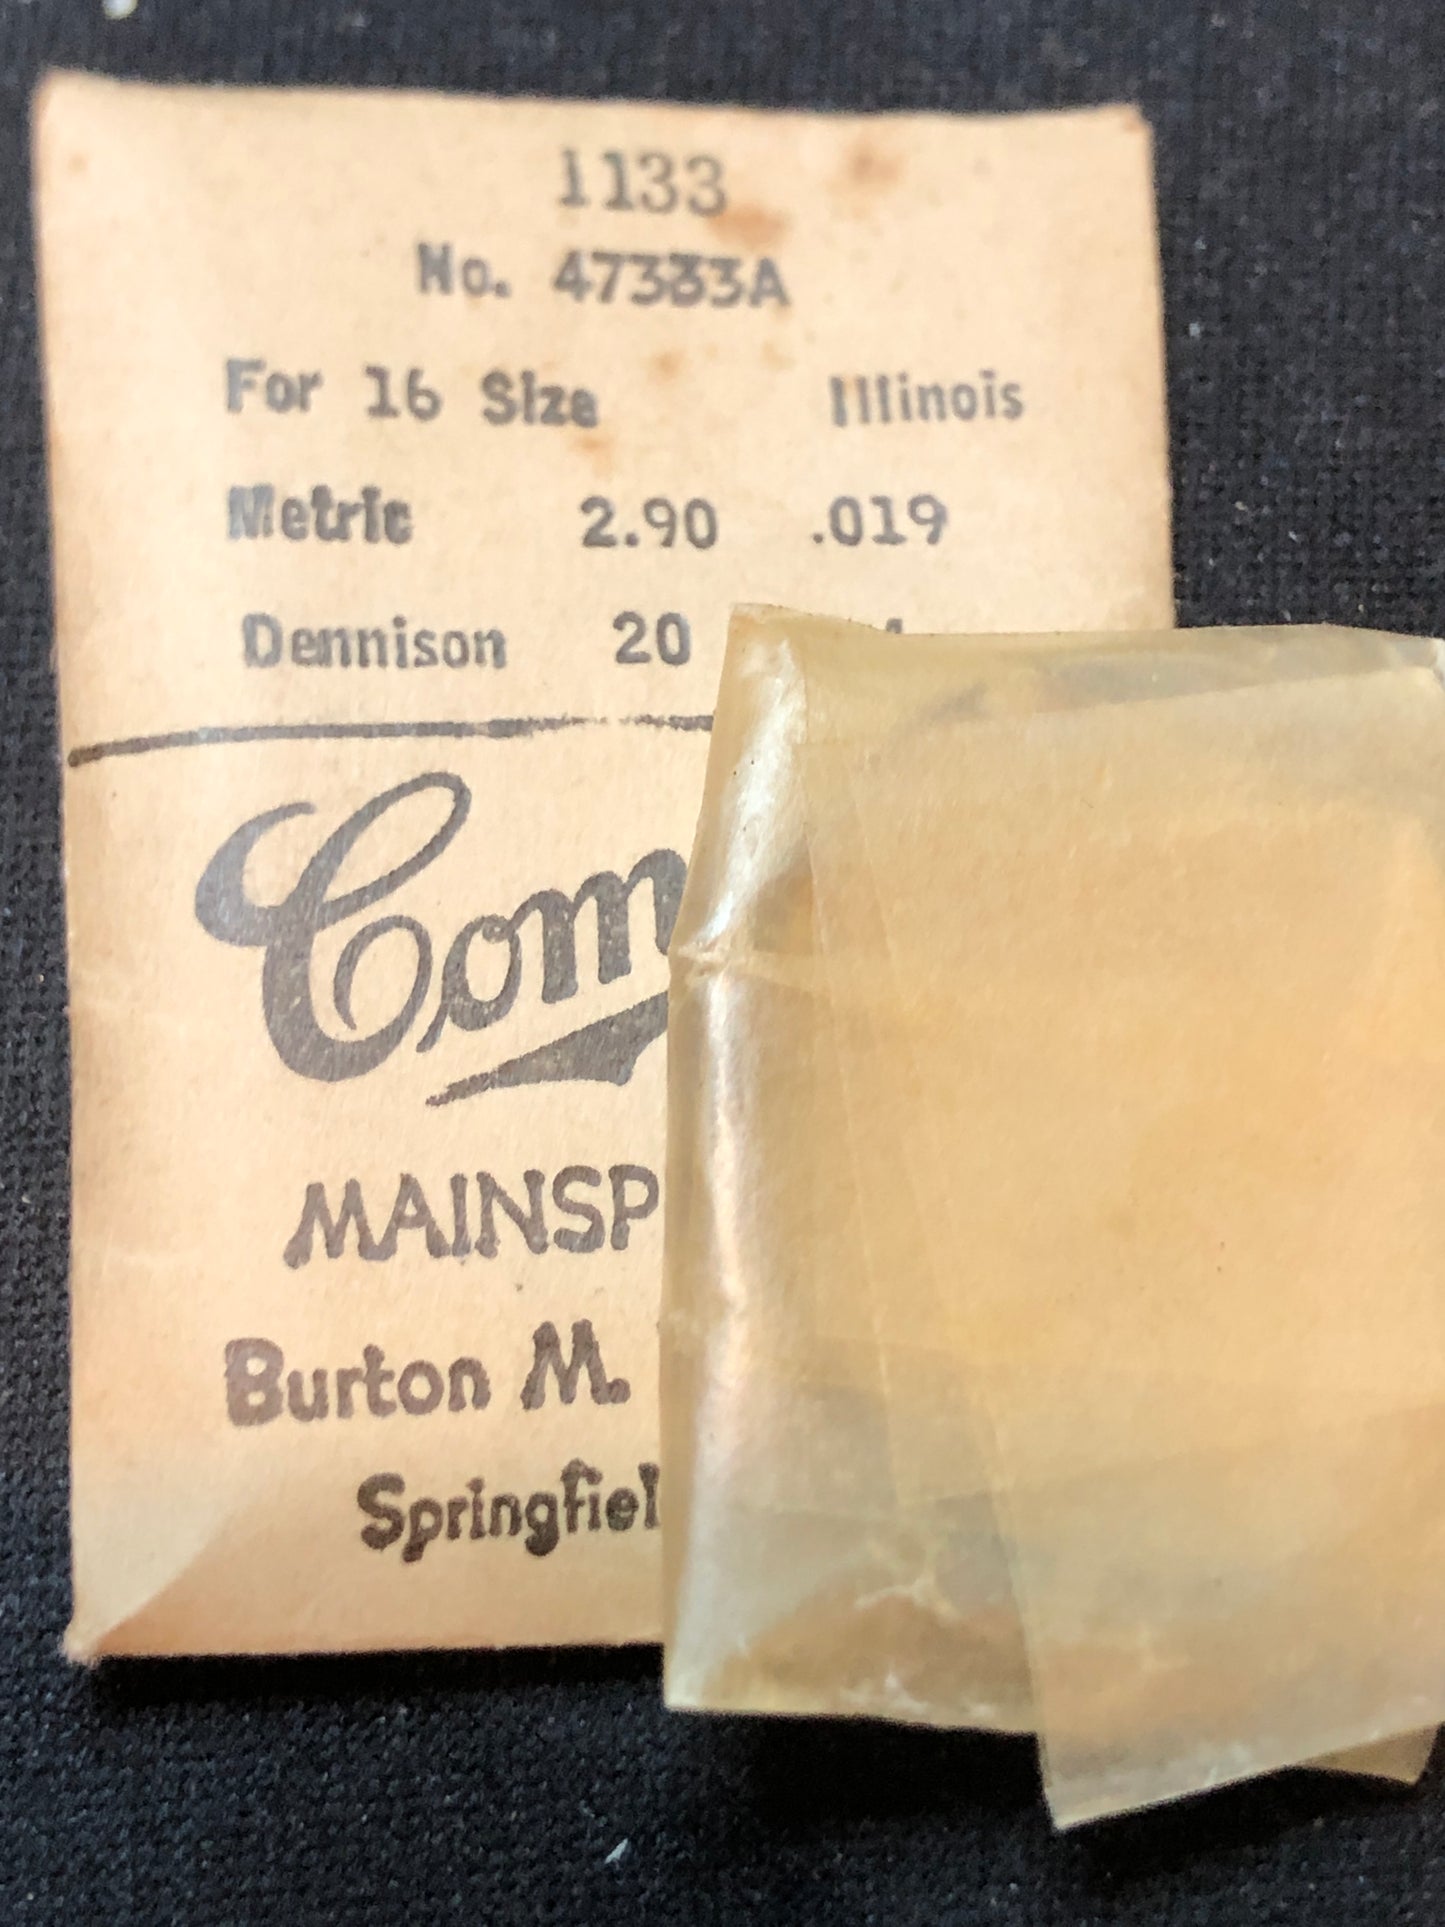 1133
No. 47333A
For 16 Size Illinois
Metric 2.90 .019
Dennison 20
Com
MAINSP
Burton M.
Springfiel